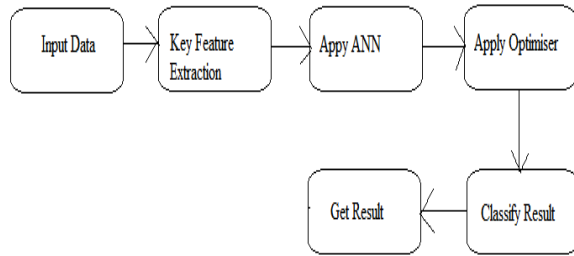 Input Data
Key Feature
Extraction
Appy ANN
Apply Optimiser
Classify Result
Get Result